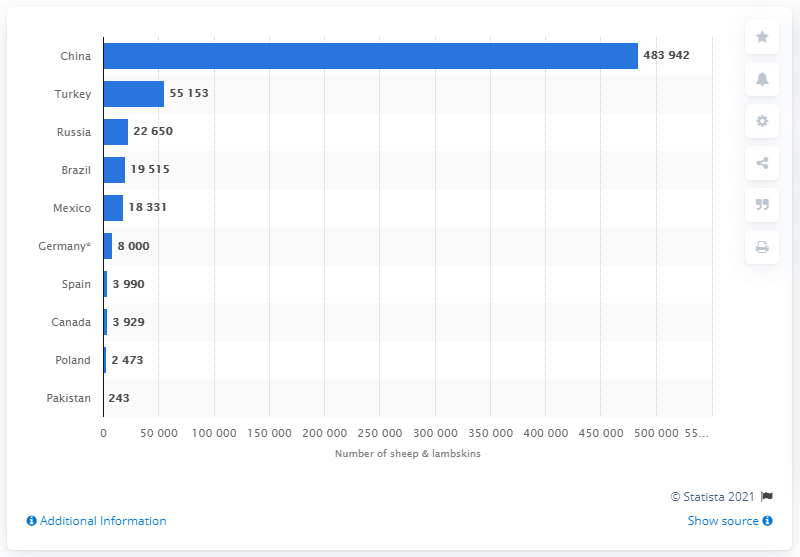 China 483 942
Turkey 55 153
Russia 22 650
Brazil 19 515
Mexico 18 331
Germany* 8 000
Spain 3 990
Canada 3 929
Poland 2 473
Pakistan 243
0 50 000 100 000 150 000 200 000 250 000 300 000 350 000 400 000 450 000 500 000 55...
Number of sheep & lambskins
© Statista 2021
Additional Information Show source